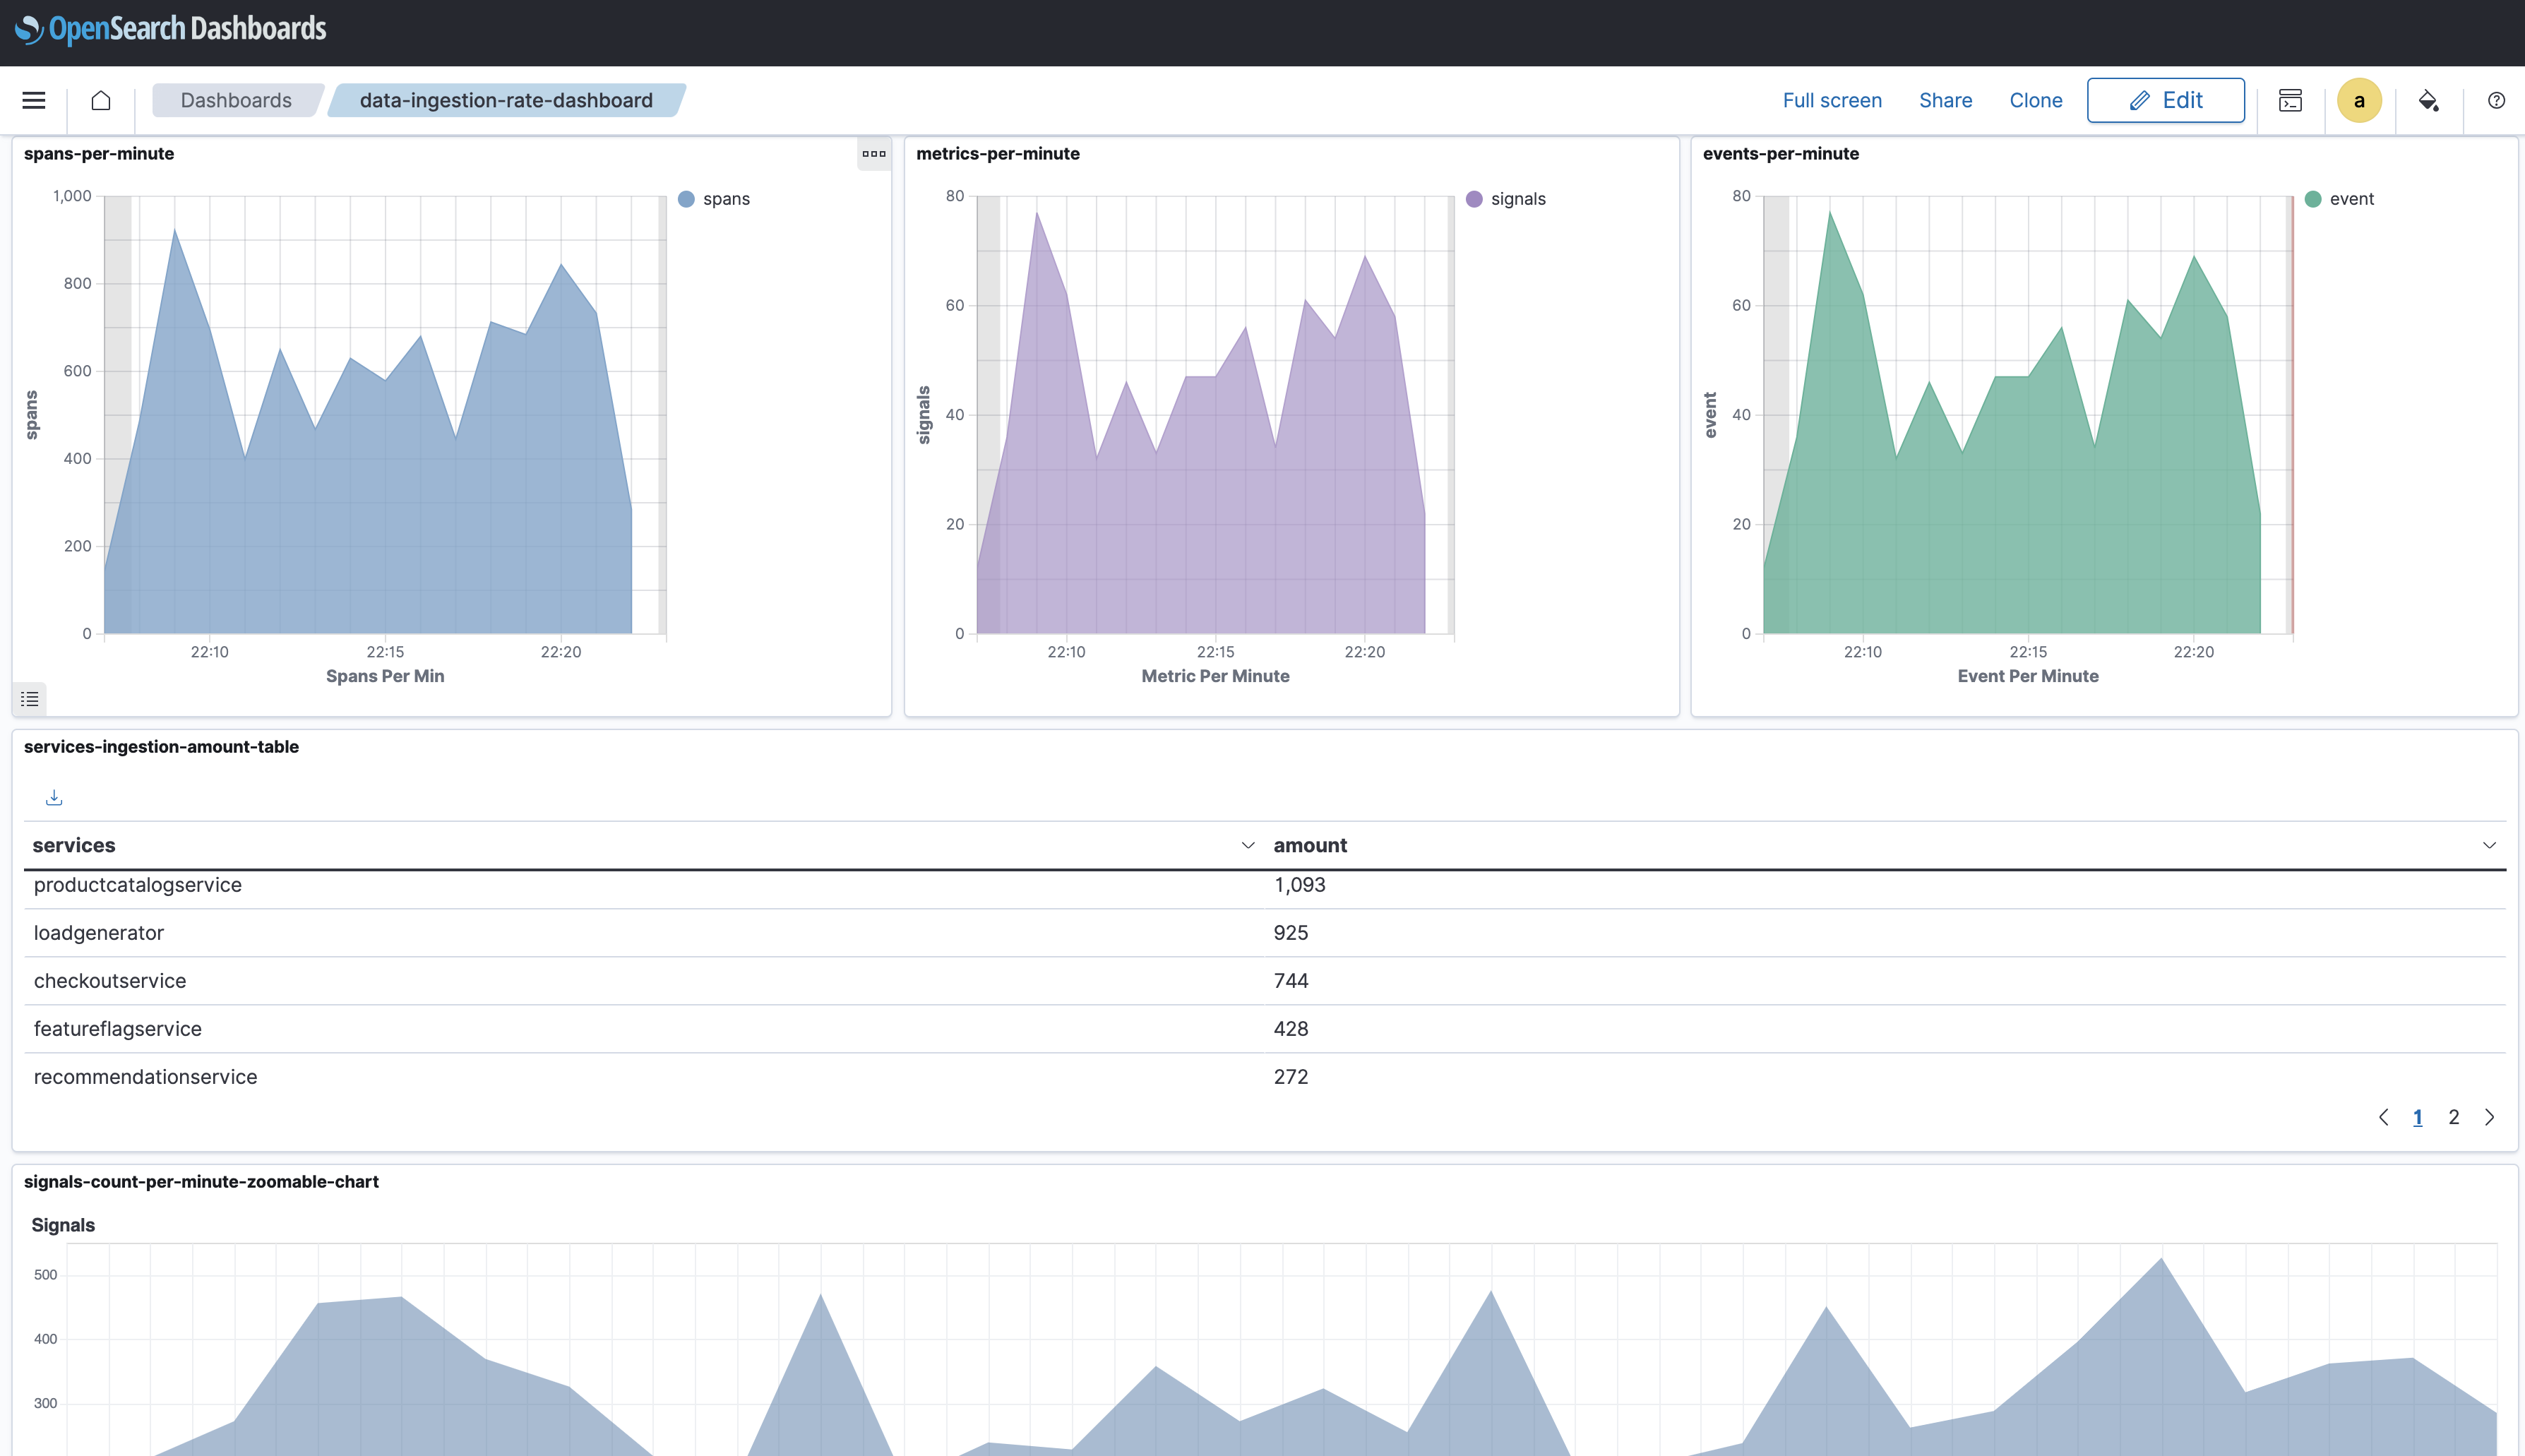 OpenSearch Dashboards
Dashboards
data-ingestion-rate-dashboard
Full screen
Share
Clone
Edit
a
spans-per-minute
1,000
800
600
400
200
0
spans
22:10
22:15
22:20
Spans Per Min
spans
metrics-per-minute
80
60
40
20
0
signals
22:10
22:15
22:20
Metric Per Minute
signals
events-per-minute
80
60
40
20
0
event
22:10
22:15
22:20
Event Per Minute
event
services-ingestion-amount-table
services amount
productcatalogservice 1,093
loadgenerator 925
checkoutservice 744
featureflagservice 428
recommendationservice 272
1 2
signals-count-per-minute-zoomable-chart
Signals
500
400
300